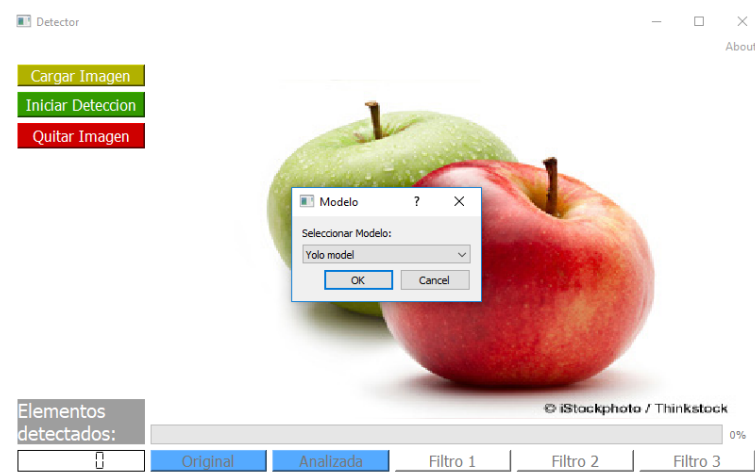 Detector
About
Cargar Imagen
Iniciar Deteccion
Quitar Imagen
Modelo ?
Seleccionar Modelo:
Yolo model
OK Cancel
© iStockphoto / Thinkstock
Elementos
detectados:
0%
0 Original Analizada Filtro 1 Filtro 2 Filtro 3